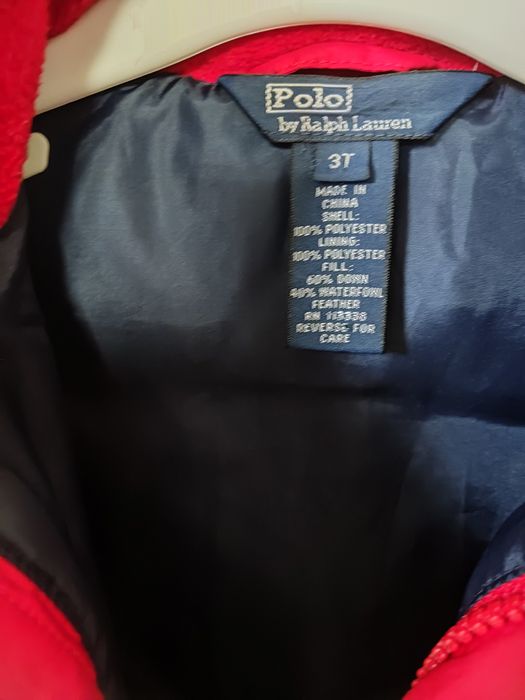 Polo
by Ralph Lauren
3T
MADE IN
CHINA
SHELL:
100% POLYESTER
LINING:
100% POLYESTER
FILL:
60% DOWN
40% WATERFOWL
FEATHER
RN 113338
REVERSE FOR
CARE